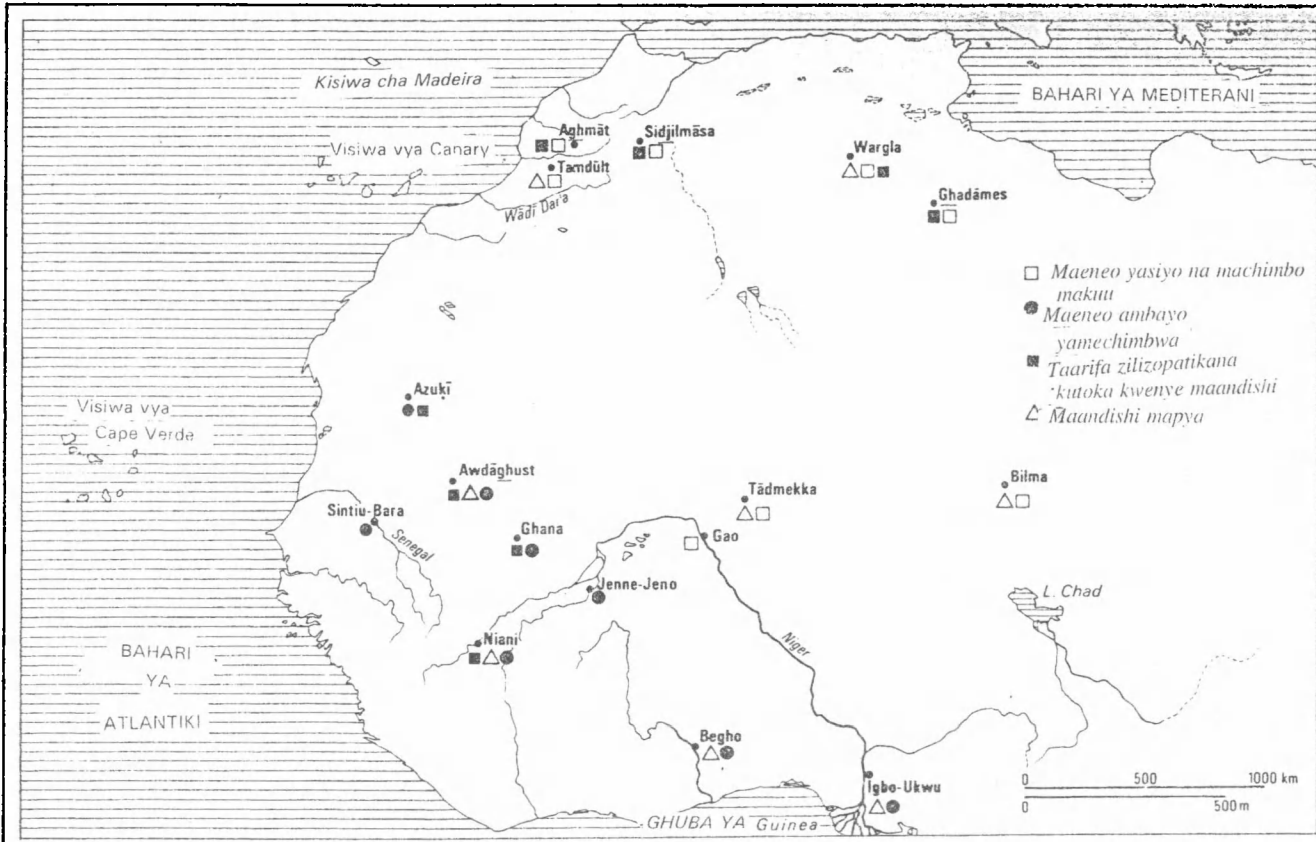 Kisiwa cha Madeira
BAHARI YA MEDITERANI
Visiwa vya Canary
Aghmāt
Sidjilmāsa
Wargla
Tamdūlt
Ghadámes
Wādī Dar'a
Maeneo yasiyo na machimbo
makuu
Maeneo ambayo
yamechimbwa
Taarifa zilizopatikana
kutoka kwenye maandishi
Maandishi mapya
Azukī
Visiwa vya
Cape Verde
Awdāghust
Tādmekka
Bilma
Sintiu-Bara
Senegal
Ghana
Gao
Jenne-Jeno
L. Chad
Niani
Niger
BAHARI
YA
ATLANTIKI
Begho
Igbo-Ukwu
0 500 1000 km
0 500 m
GHUBA YA Guinea